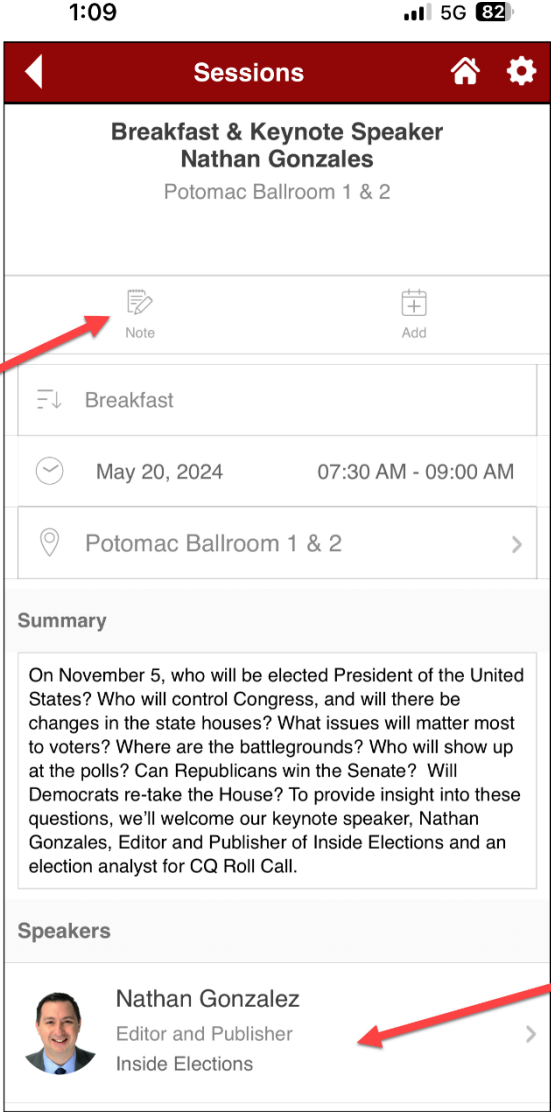 1:09 5G 82
Sessions
Breakfast & Keynote Speaker
Nathan Gonzales
Potomac Ballroom 1 & 2
Note Add
Breakfast
May 20, 2024 07:30 AM - 09:00 AM
Potomac Ballroom 1 & 2
Summary
On November 5, who will be elected President of the United
States? Who will control Congress, and will there be
changes in the state houses? What issues will matter most
to voters? Where are the battlegrounds? Who will show up
at the polls? Can Republicans win the Senate?  Will
Democrats re-take the House? To provide insight into these
questions, we’ll welcome our keynote speaker, Nathan
Gonzales, Editor and Publisher of Inside Elections and an
election analyst for CQ Roll Call.
Speakers
Nathan Gonzalez
Editor and Publisher
Inside Elections